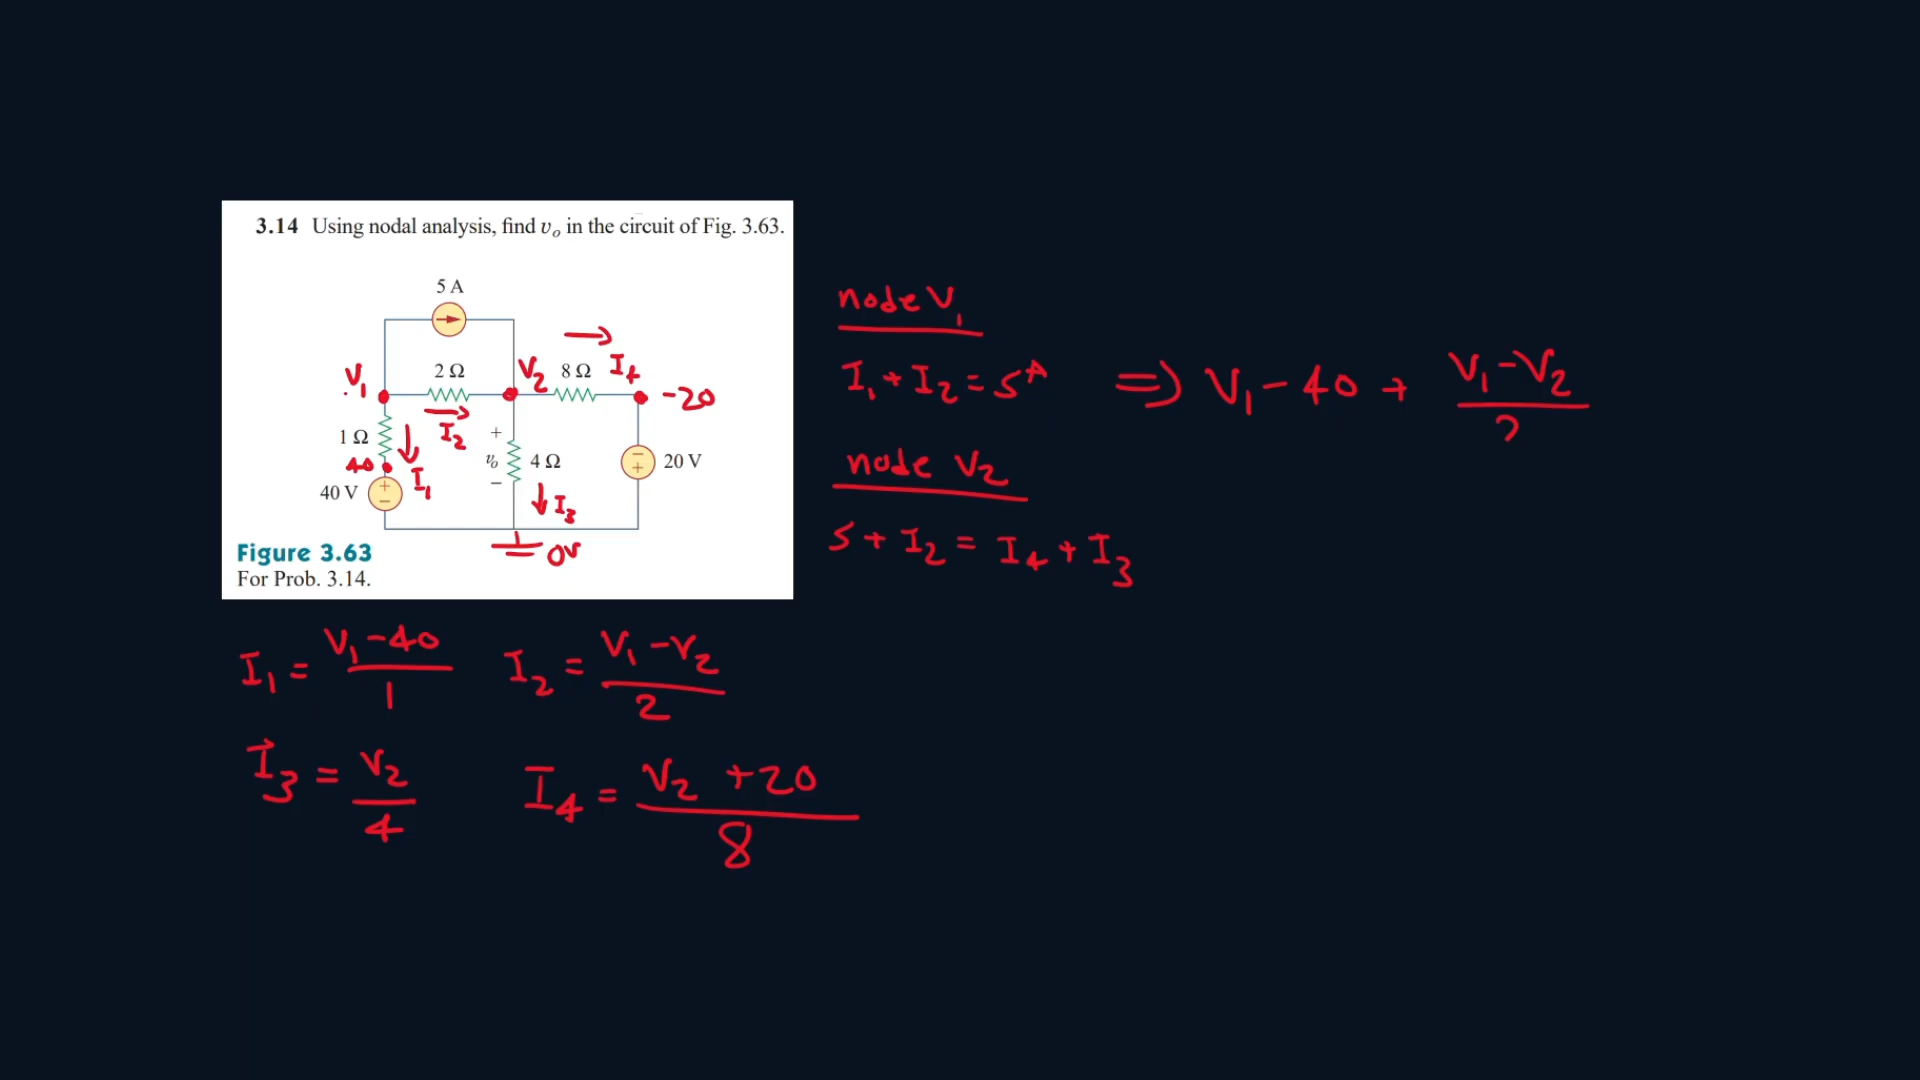 3.14 Using nodal analysis, find vₒ in the circuit of Fig. 3.63.
5 A
V₁
2 Ω
V₂
8 Ω
I₄
-20
I₂
1 Ω
+
vₒ
−
4 Ω
− +
20 V
40
I₁
40 V
+ −
I₃
0V
Figure 3.63
For Prob. 3.14.
node V₁
I₁ + I₂ = 5A ⇒ V₁ - 40 + (V₁ - V₂)/2
node V₂
5 + I₂ = I₄ + I₃
I₁ = (V₁ - 40)/1 I₂ = (V₁ - V₂)/2
I₃ = V₂/4 I₄ = (V₂ + 20)/8